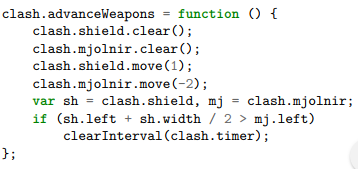 clash.advanceWeapons = function () {
    clash.shield.clear();
    clash.mjolnir.clear();
    clash.shield.move(1);
    clash.mjolnir.move(-2);
    var sh = clash.shield, mj = clash.mjolnir;
    if (sh.left + sh.width / 2 > mj.left)
        clearInterval(clash.timer);
};